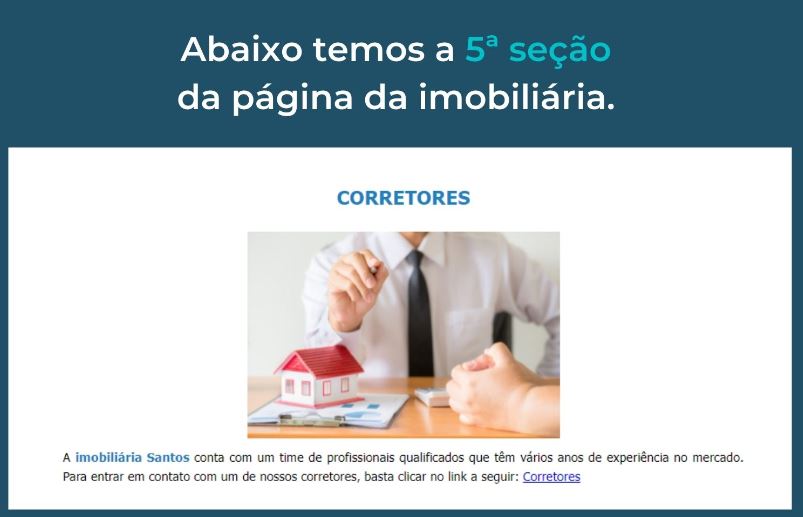 Abaixo temos a 5ª seção
da página da imobiliária.
CORRETORES
A imobiliária Santos conta com um time de profissionais qualificados que têm vários anos de experiência no mercado.
Para entrar em contato com um de nossos corretores, basta clicar no link a seguir: Corretores